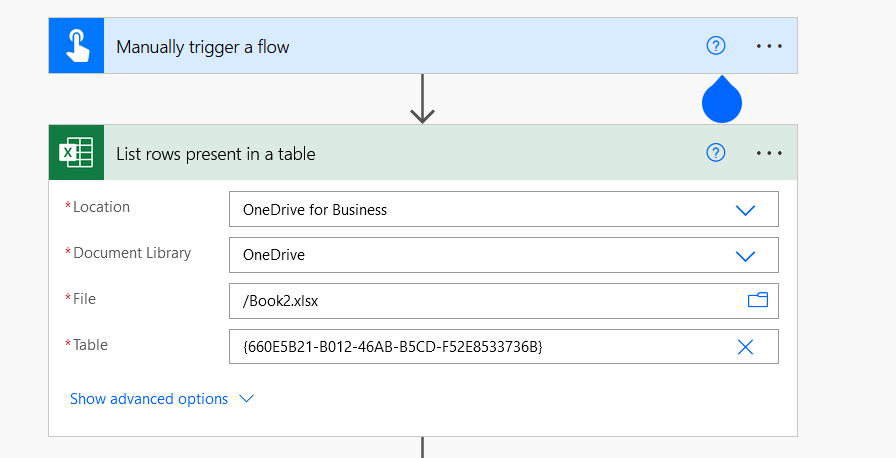 Manually trigger a flow
List rows present in a table
*Location
OneDrive for Business
*Document Library
OneDrive
*File
/Book2.xlsx
*Table
{660E5B21-B012-46AB-B5CD-F52E8533736B}
Show advanced options